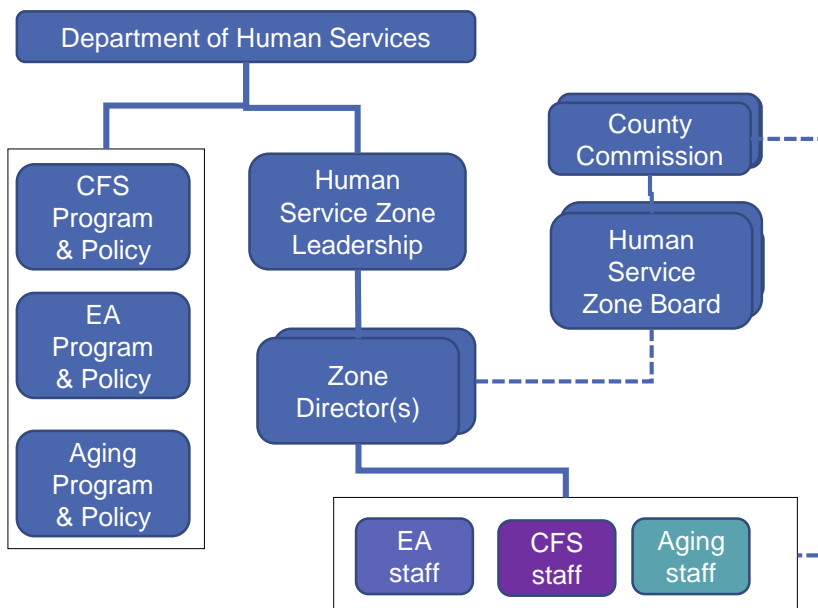 Department of Human Services
CFS
Program
& Policy
EA
Program
& Policy
Aging
Program
& Policy
Human
Service Zone
Leadership
Zone
Director(s)
County
Commission
Human
Service
Zone Board
EA
staff
CFS
staff
Aging
staff